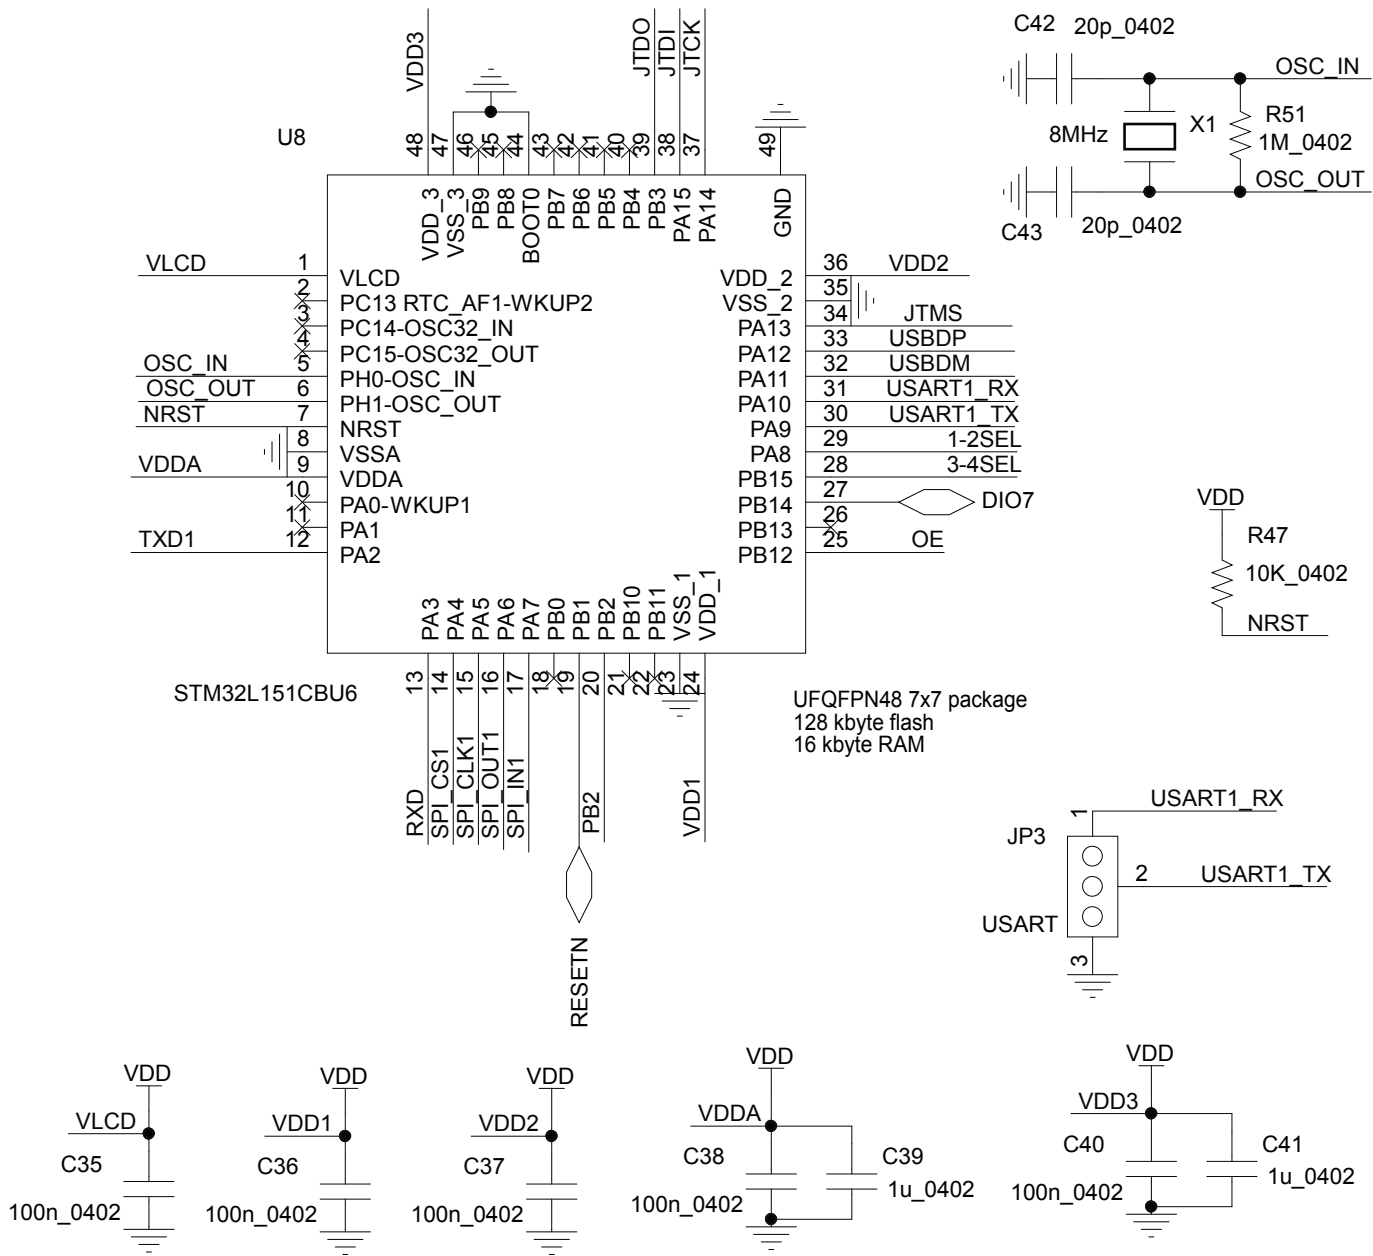 VDD3
JTDO
JTDI
JTCK
C42
20p_0402
OSC_IN
8MHz
X1
R51
1M_0402
OSC_OUT
20p_0402
C43
U8
48
47
46
45
44
43
42
41
40
39
38
37
49
VDD_3
VSS_3
PB9
PB8
BOOT0
PB7
PB6
PB5
PB4
PB3
PA15
PA14
GND
VLCD 1 VLCD
2 PC13 RTC_AF1-WKUP2
3 PC14-OSC32_IN
4 PC15-OSC32_OUT
OSC_IN 5 PH0-OSC_IN
OSC_OUT 6 PH1-OSC_OUT
NRST 7 NRST
8 VSSA
VDDA 9 VDDA
10 PA0-WKUP1
11 PA1
TXD1 12 PA2
VDD_2 36 VDD2
VSS_2 35
PA13 34 JTMS
PA12 33 USBDP
PA11 32 USBDM
PA10 31 USART1_RX
PA9 30 USART1_TX
PA8 29 1-2SEL
PB15 28 3-4SEL
PB14 27 DIO7
PB13 26
PB12 25 OE
PA3
PA4
PA5
PA6
PA7
PB0
PB1
PB2
PB10
PB11
VSS_1
VDD_1
13
14
15
16
17
18
19
20
21
22
23
24
STM32L151CBU6
UFQFPN48 7x7 package
128 kbyte flash
16 kbyte RAM
RXD
SPI_CS1
SPI_CLK1
SPI_OUT1
SPI_IN1
RESETN
PB2
VDD1
VDD
R47
10K_0402
NRST
1
USART1_RX
JP3
2
USART1_TX
USART
3
VDD
VLCD
C35
100n_0402
VDD
VDD1
C36
100n_0402
VDD
VDD2
C37
100n_0402
VDD
VDDA
C38
100n_0402
C39
1u_0402
VDD
VDD3
C40
100n_0402
C41
1u_0402